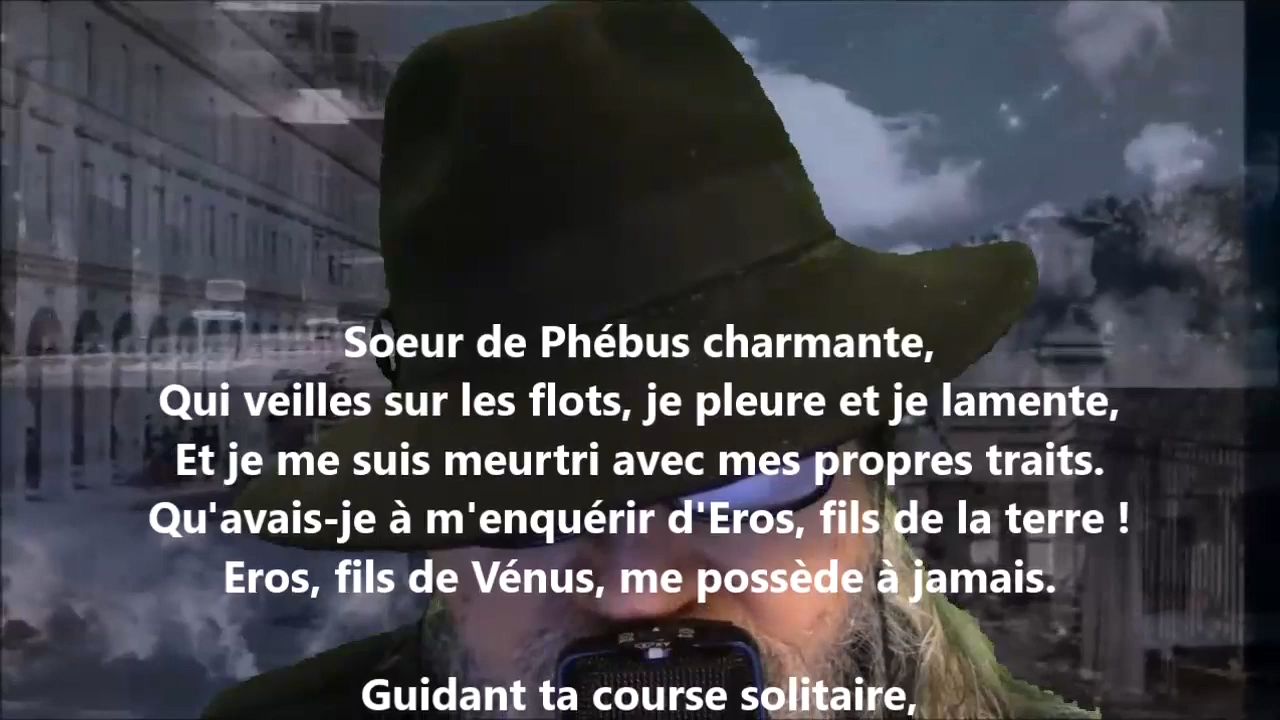 Soeur de Phébus charmante,
Qui veilles sur les flots, je pleure et je lamente,
Et je me suis meurtri avec mes propres traits.
Qu'avais-je à m'enquérir d'Eros, fils de la terre !
Eros, fils de Vénus, me possède à jamais.
Guidant ta course solitaire,